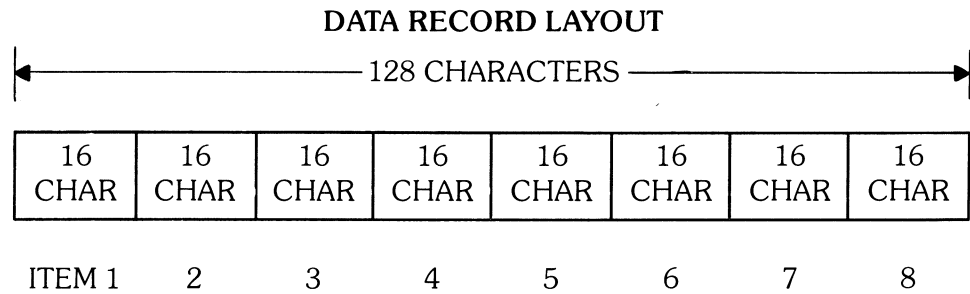 DATA RECORD LAYOUT
128 CHARACTERS
16 16 16 16 16 16 16 16
CHAR CHAR CHAR CHAR CHAR CHAR CHAR CHAR
ITEM 1 2 3 4 5 6 7 8